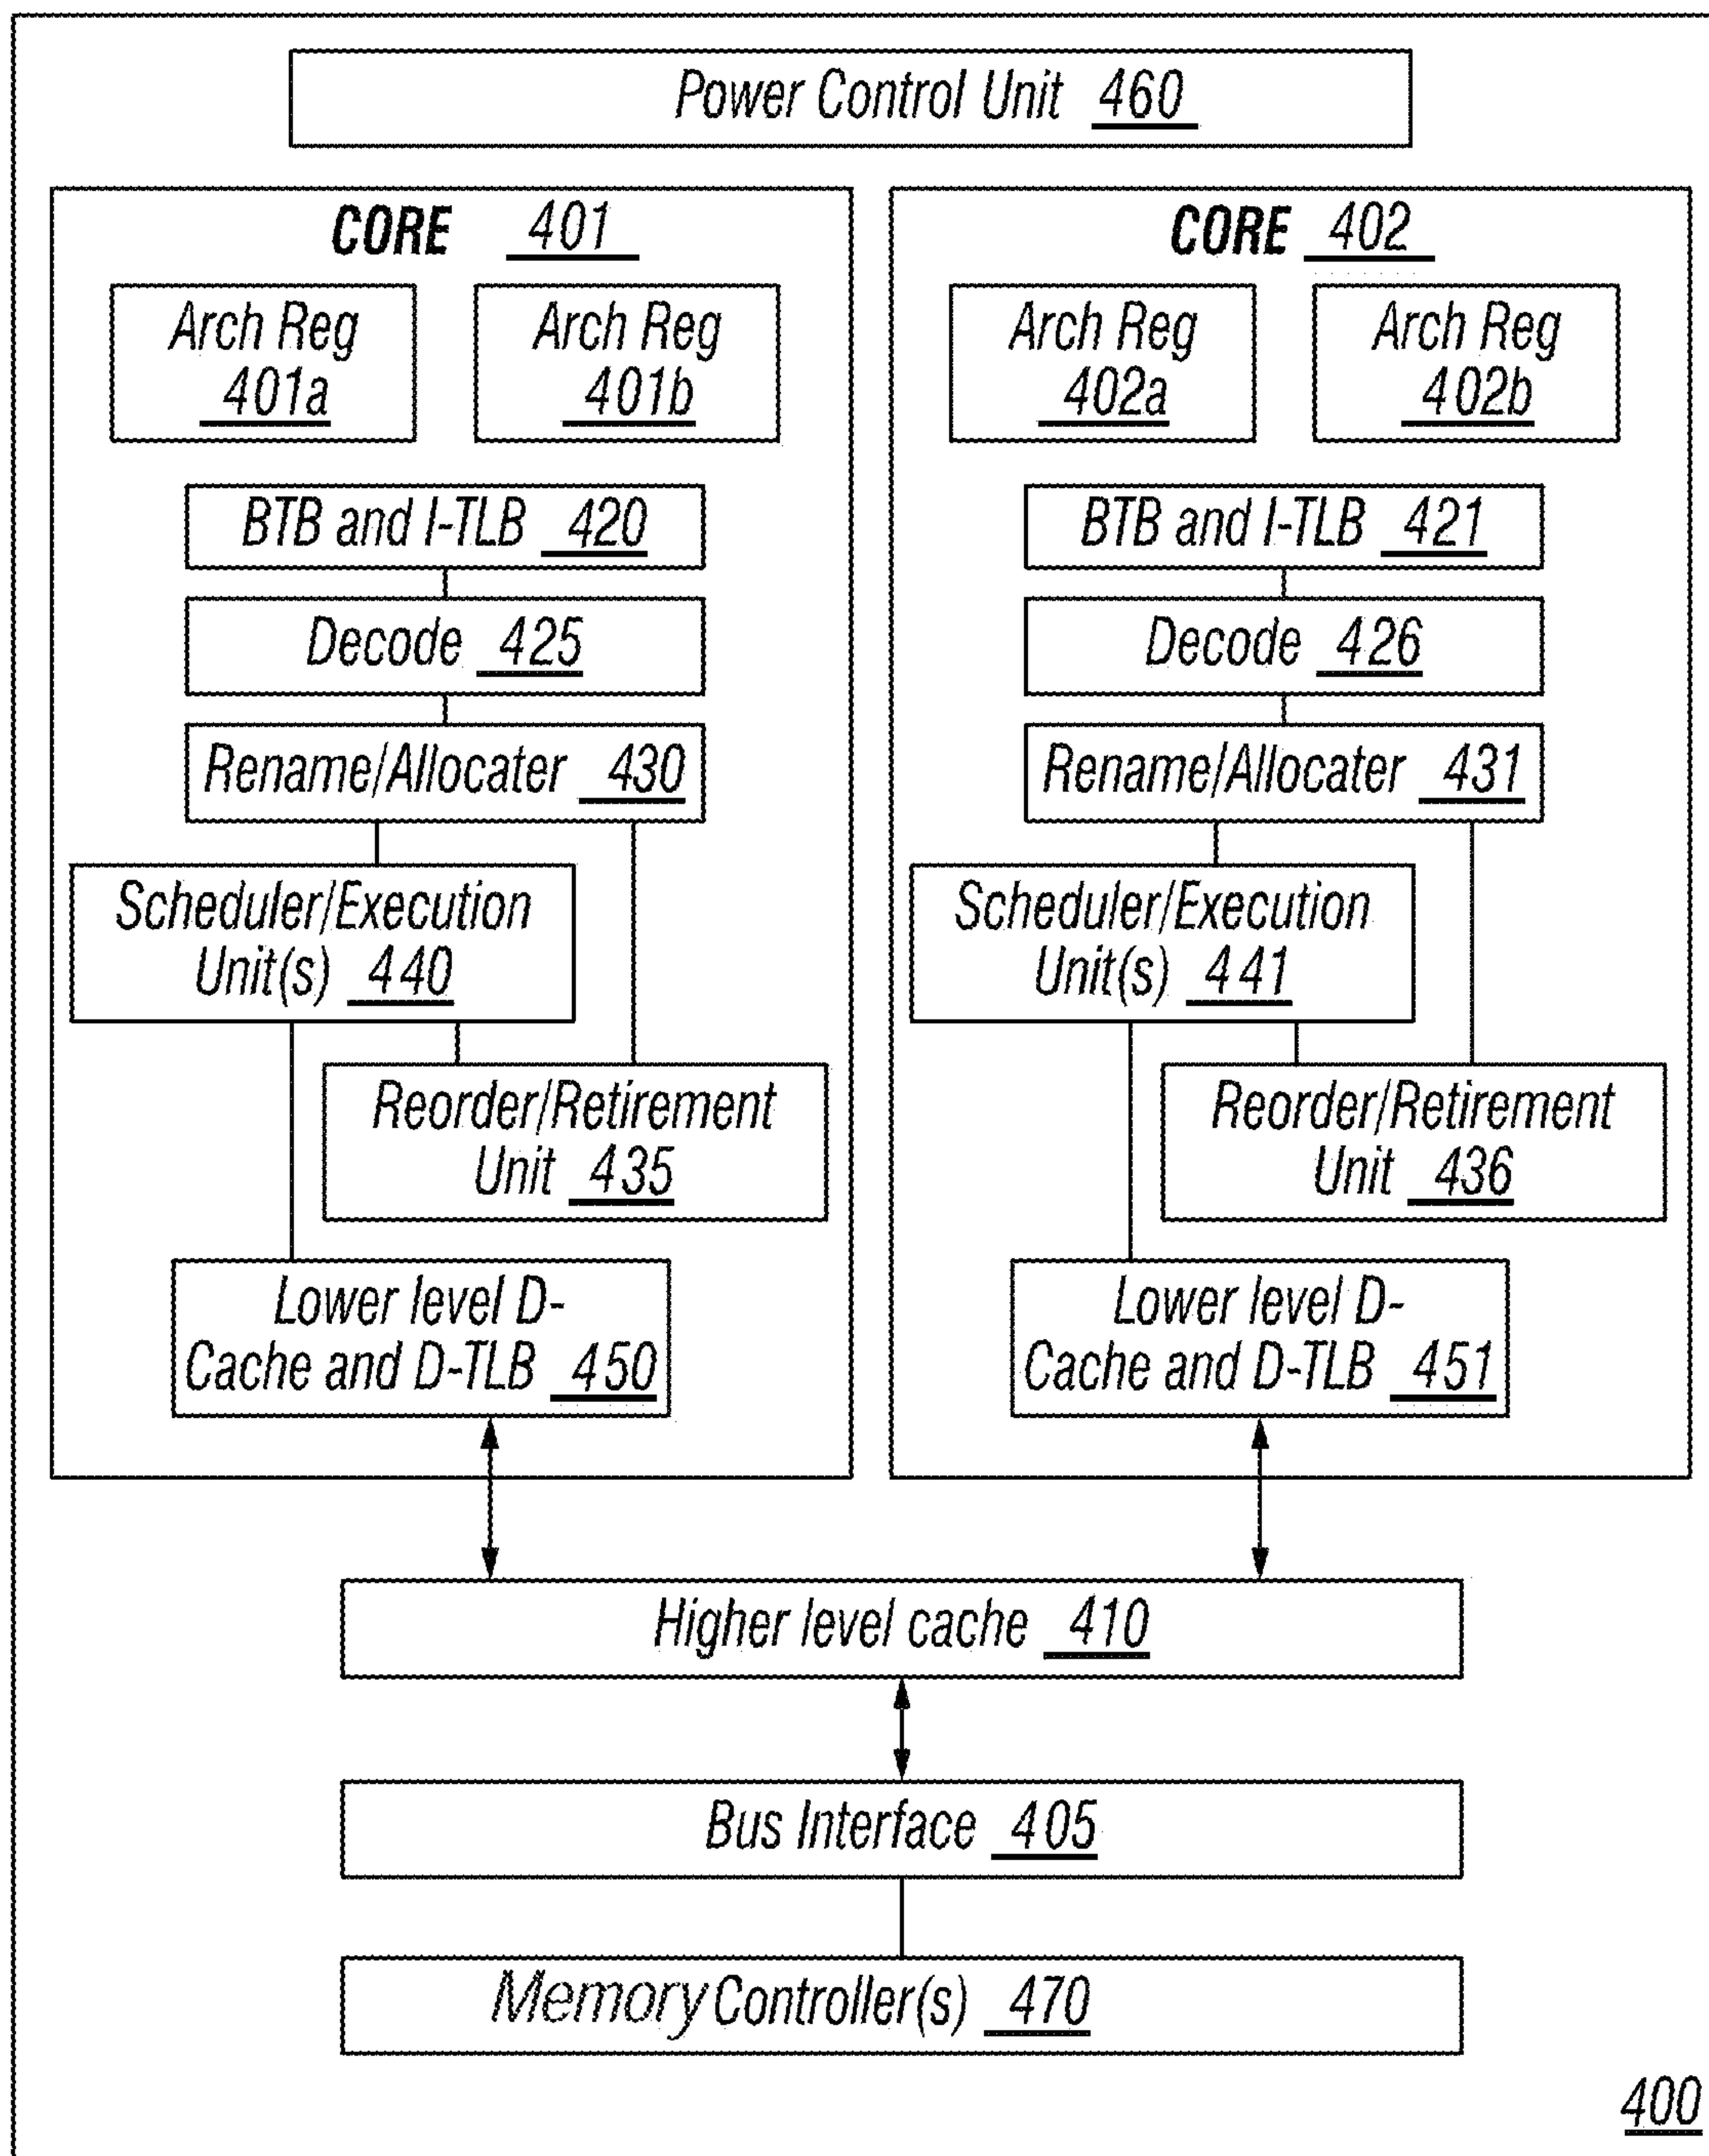 Power Control Unit 460
CORE 401
Arch Reg
401a
Arch Reg
401b
BTB and I-TLB 420
Decode 425
Rename/Allocater 430
Scheduler/Execution
Unit(s) 440
Reorder/Retirement
Unit 435
Lower level D-
Cache and D-TLB 450
CORE 402
Arch Reg
402a
Arch Reg
402b
BTB and I-TLB 421
Decode 426
Rename/Allocater 431
Scheduler/Execution
Unit(s) 441
Reorder/Retirement
Unit 436
Lower level D-
Cache and D-TLB 451
Higher level cache 410
Bus Interface 405
Memory Controller(s) 470
400